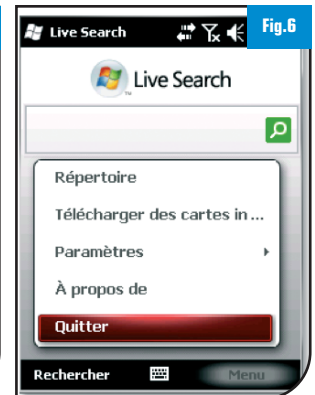 Fig.6
Live Search
Live Search
Répertoire
Télécharger des cartes in ...
Paramètres
À propos de
Quitter
Rechercher
Menu